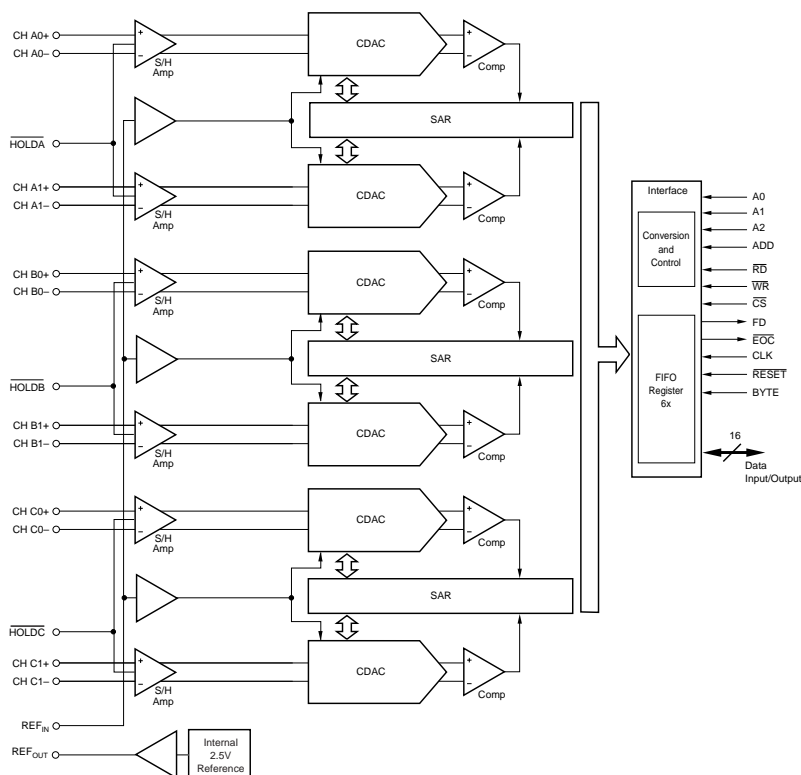 CH A0+
CH A0–
+
–
S/H
Amp
CDAC
+
–
Comp
SAR
HOLDA
CH A1+
CH A1–
+
–
S/H
Amp
CDAC
+
–
Comp
CH B0+
CH B0–
+
–
S/H
Amp
CDAC
+
–
Comp
SAR
HOLDB
CH B1+
CH B1–
+
–
S/H
Amp
CDAC
+
–
Comp
CH C0+
CH C0–
+
–
S/H
Amp
CDAC
+
–
Comp
SAR
HOLDC
CH C1+
CH C1–
+
–
S/H
Amp
CDAC
+
–
Comp
REFIN
REFOUT
Internal
2.5V
Reference
Interface
Conversion
and
Control
FIFO
Register
6x
A0
A1
A2
ADD
RD
WR
CS
FD
EOC
CLK
RESET
BYTE
16
Data
Input/Output